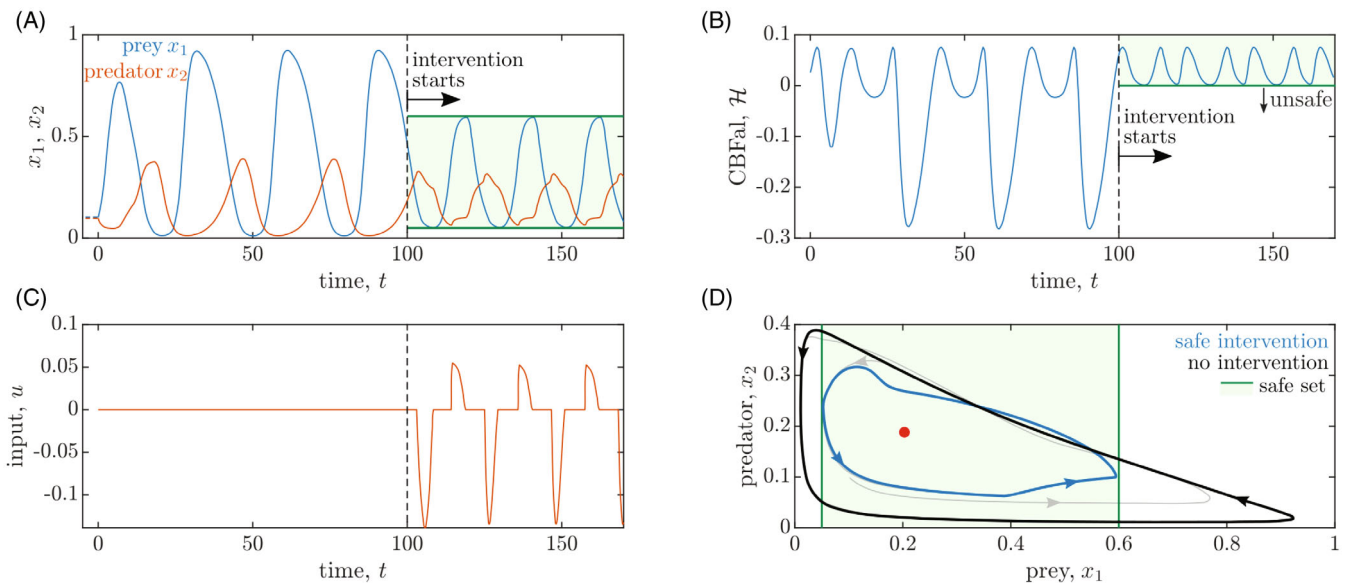 (A)
1
0.5
0
x₁, x₂
prey x₁
predator x₂
intervention
starts
0
50
100
150
time, t
(B)
0.1
0
-0.1
-0.2
-0.3
CBFal, ℋ
unsafe
intervention
starts
0
50
100
150
time, t
(C)
0.1
0.05
0
-0.05
-0.1
input, u
0
50
100
150
time, t
(D)
0.4
0.3
0.2
0.1
0
predator, x₂
safe intervention
no intervention
safe set
0
0.2
0.4
0.6
0.8
1
prey, x₁